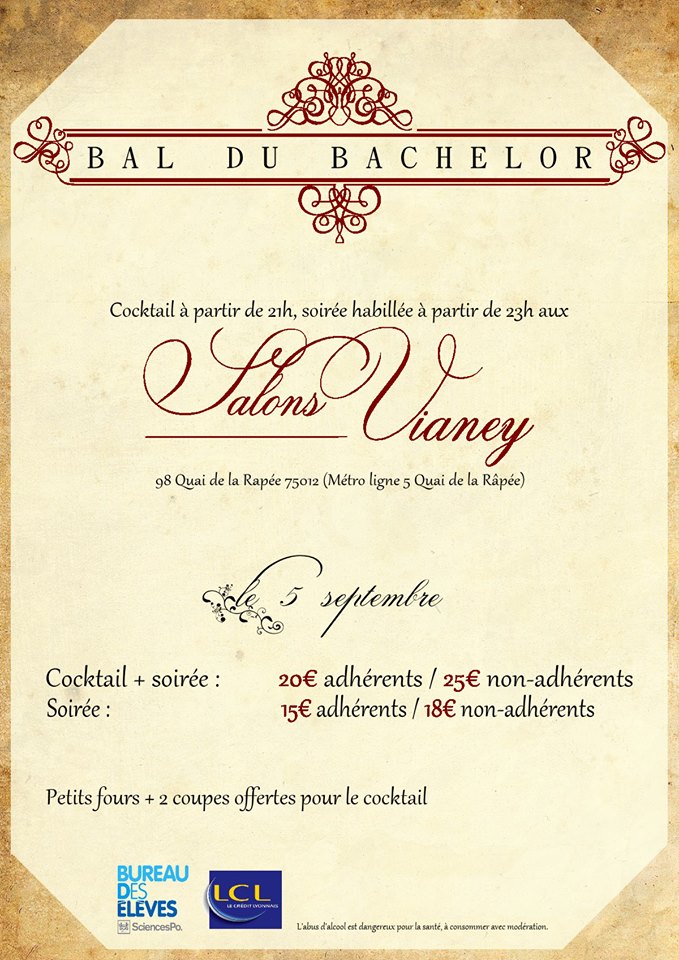 BAL DU BACHELOR
Cocktail à partir de 21h, soirée habillée à partir de 23h aux
Salons Vianey
98 Quai de la Rapée 75012 (Métro ligne 5 Quai de la Râpée)
le 5 septembre
Cocktail + soirée : 20€ adhérents / 25€ non-adhérents
Soirée : 15€ adhérents / 18€ non-adhérents
Petits fours + 2 coupes offertes pour le cocktail
BUREAU
DES
ÉLÈVES
SciencesPo.
LCL
LE CRÉDIT LYONNAIS
L'abus d'alcool est dangereux pour la santé, à consommer avec modération.